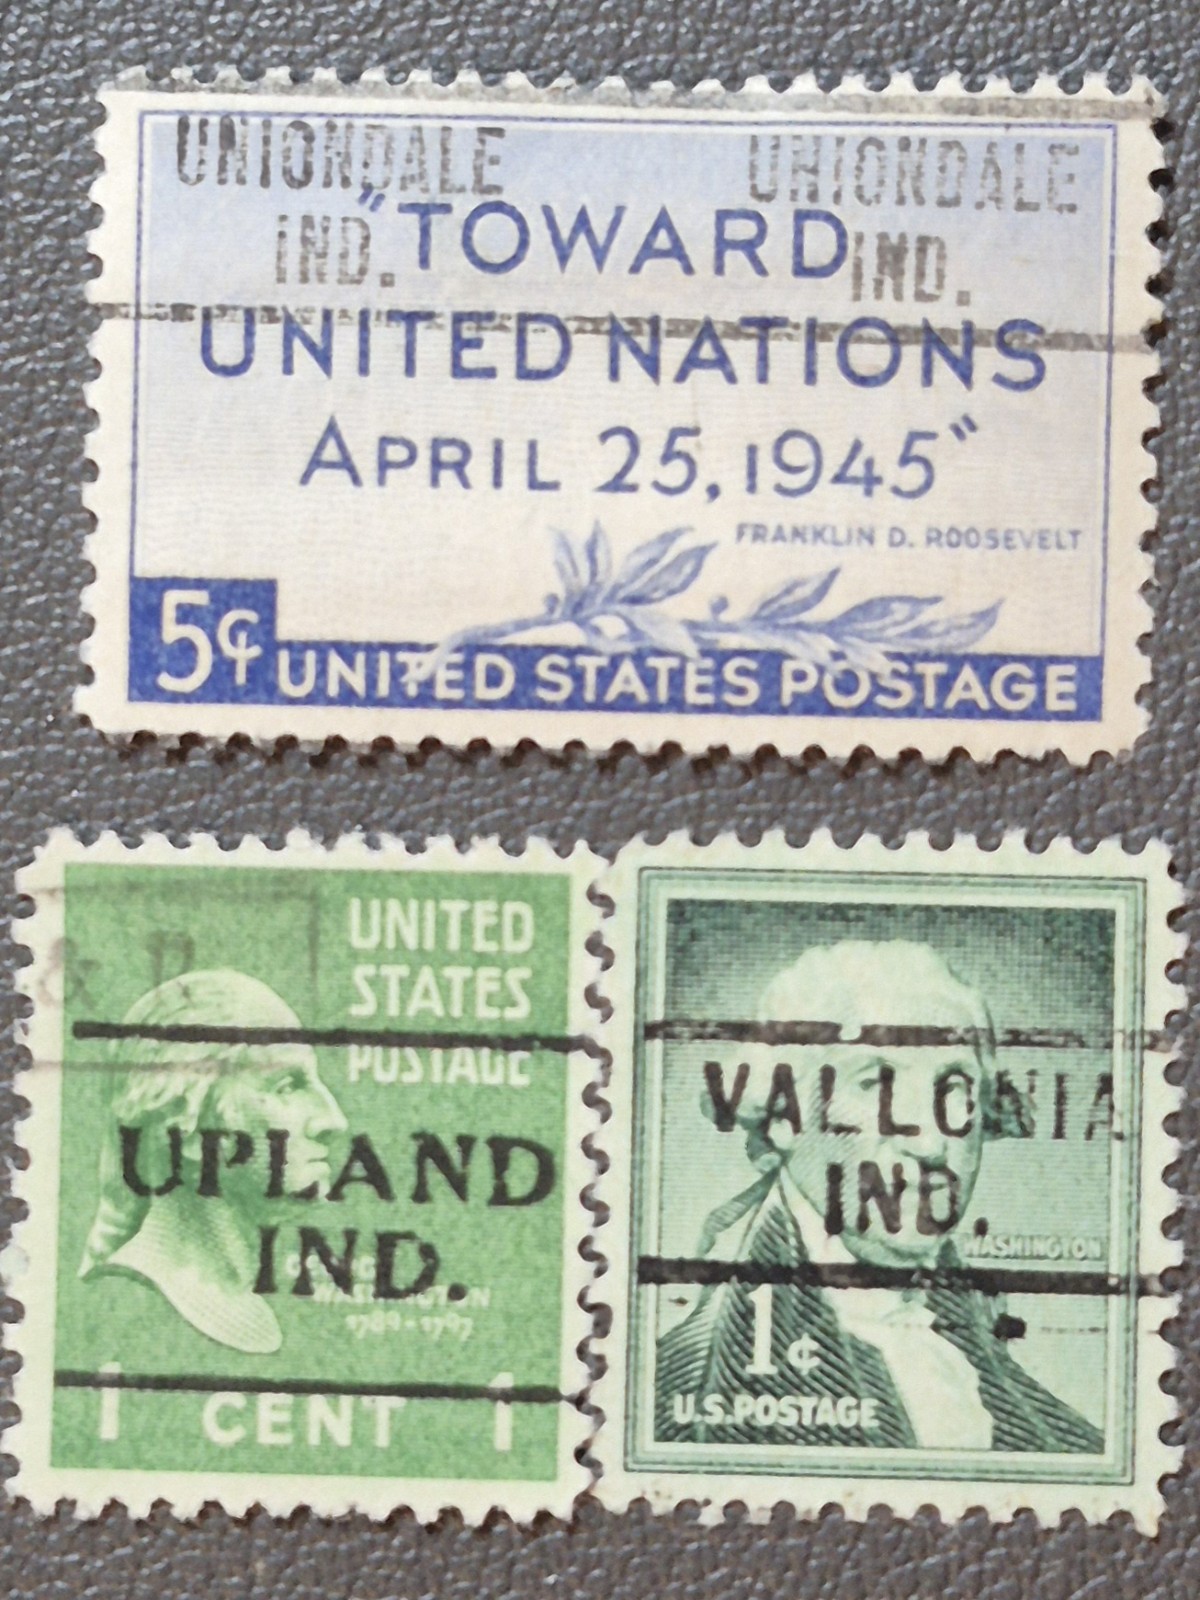 UNIONDALE UNIONDALE
IND. IND.
"TOWARD
UNITED NATIONS
APRIL 25, 1945"
FRANKLIN D. ROOSEVELT
5¢ UNITED STATES POSTAGE
& R
UNITED
STATES
POSTAGE
UPLAND
IND.
WASHINGTON
1789-1797
1 CENT 1
VALLONIA
IND.
WASHINGTON
1¢
U.S. POSTAGE